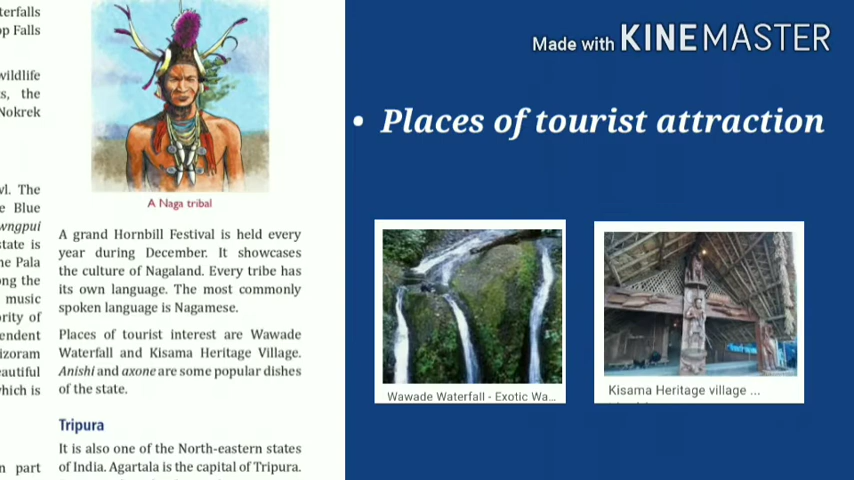 terfalls
op Falls
wildlife
s, the
Nokrek
wl. The
e Blue
wngpui
state is
he Pala
ong the
music
rity of
endent
izoram
eautiful
which is
n part
A Naga tribal
A grand Hornbill Festival is held every
year during December. It showcases
the culture of Nagaland. Every tribe has
its own language. The most commonly
spoken language is Nagamese.
Places of tourist interest are Wawade
Waterfall and Kisama Heritage Village.
Anishi and axone are some popular dishes
of the state.
Tripura
It is also one of the North-eastern states
of India. Agartala is the capital of Tripura.
Made with KINEMASTER
• Places of tourist attraction
Wawade Waterfall - Exotic Wa...
Kisama Heritage village ...